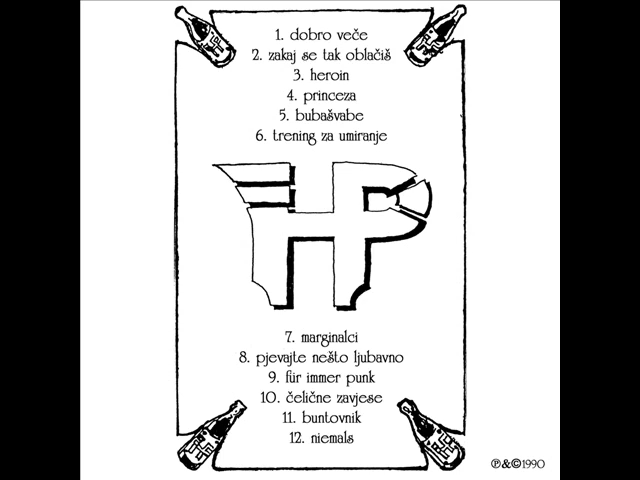 1. dobro veče
2. zakaj se tak oblačiš
3. heroin
4. princeza
5. bubašvabe
6. trening za umiranje
HP
7. marginalci
8. pjevajte nešto ljubavno
9. für immer punk
10. čelične zavjese
11. buntovnik
12. niemals
℗&©1990